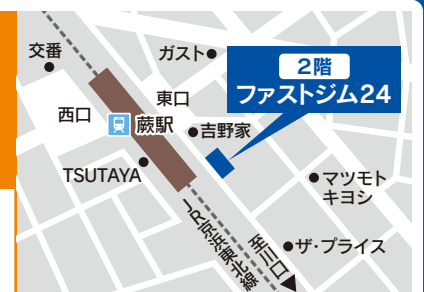 交番
ガスト
2階
ファストジム24
東口
西口
蕨駅
吉野家
TSUTAYA
マツモト
キヨシ
JR京浜東北線
至川口
ザ・プライス